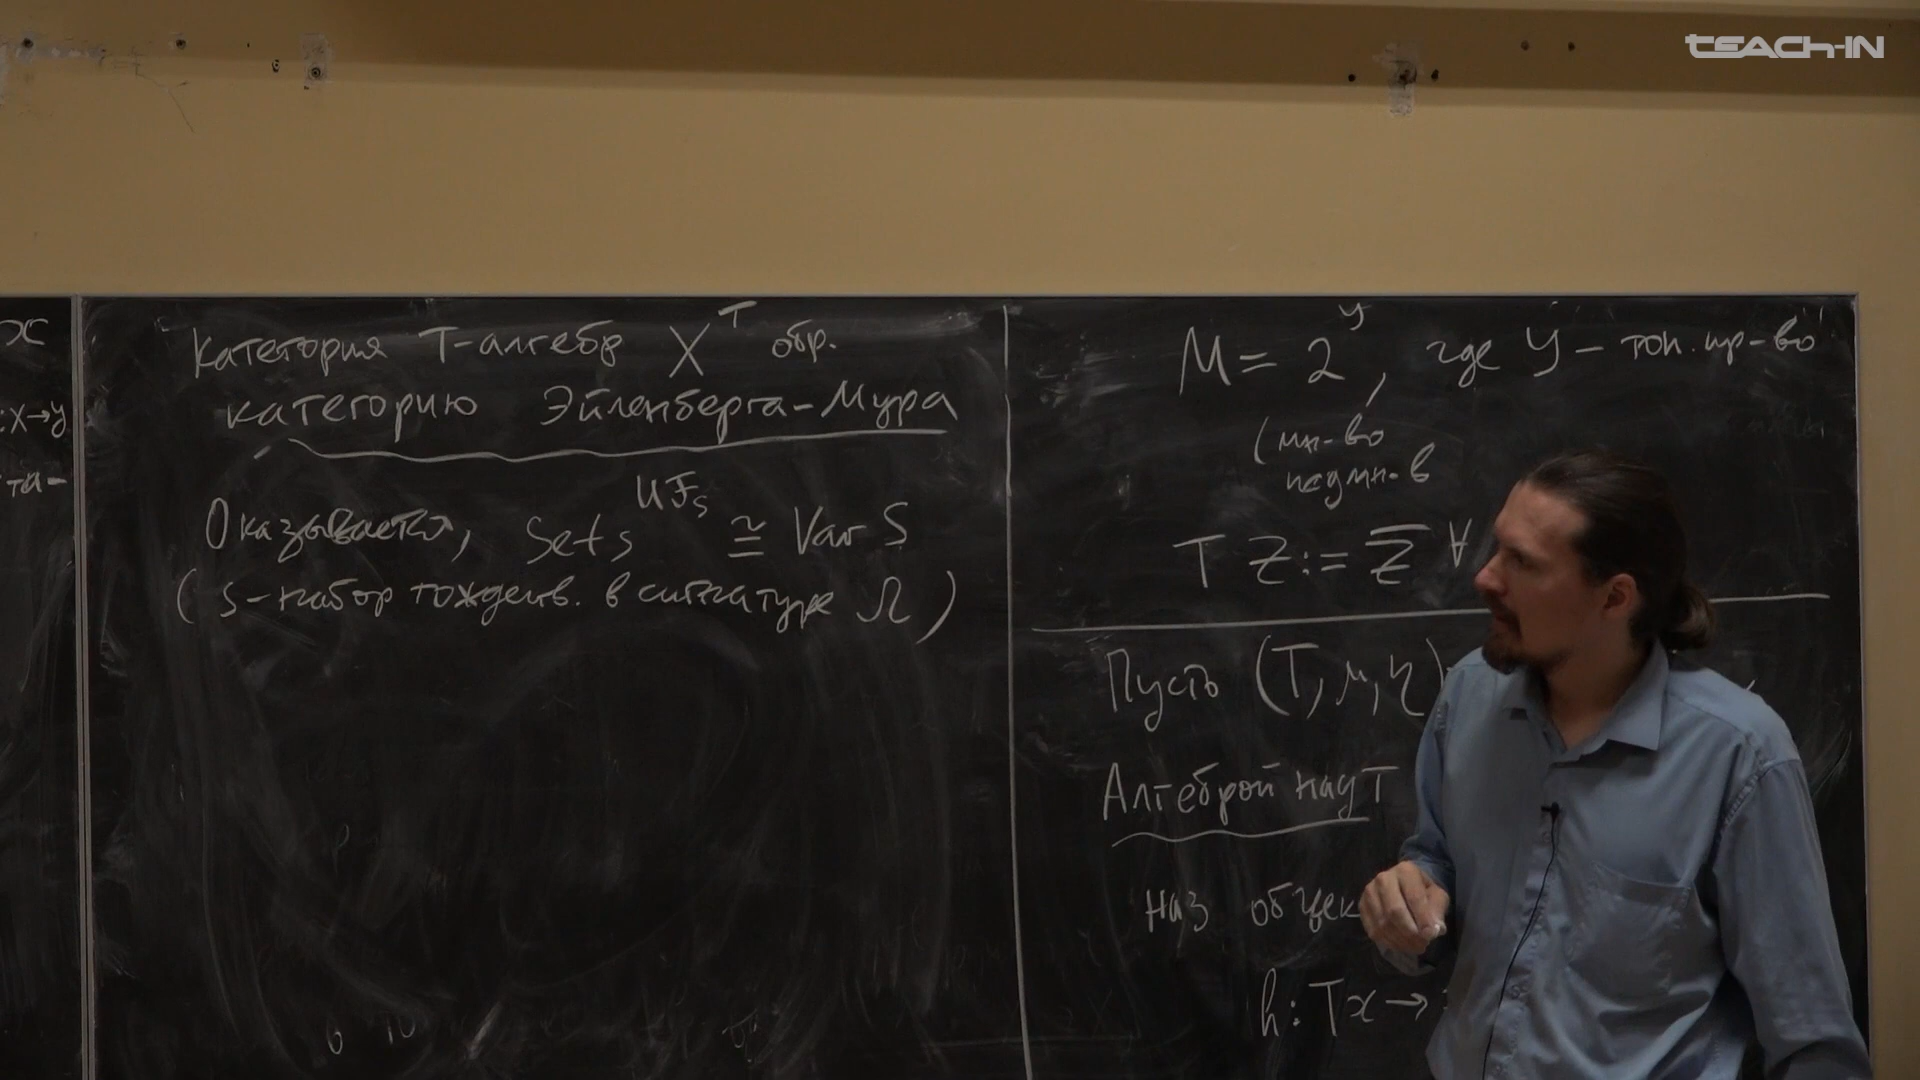 TEACH-IN
x
:X→Y
та-
Категория T-алгебр X^T обр.
категорию Эйленберга-Мура
Оказывается, Sets^{UF_S} ≅ Var S
(S-набор тождеств. в сигнатуре Ω)
M = 2^Y, где Y - топ. пр-во
(мн-во
подмн-в
T Z := Z̅ ∀
Пусть (T, μ, η)
Алгеброй над T
наз объек
h: Tx →